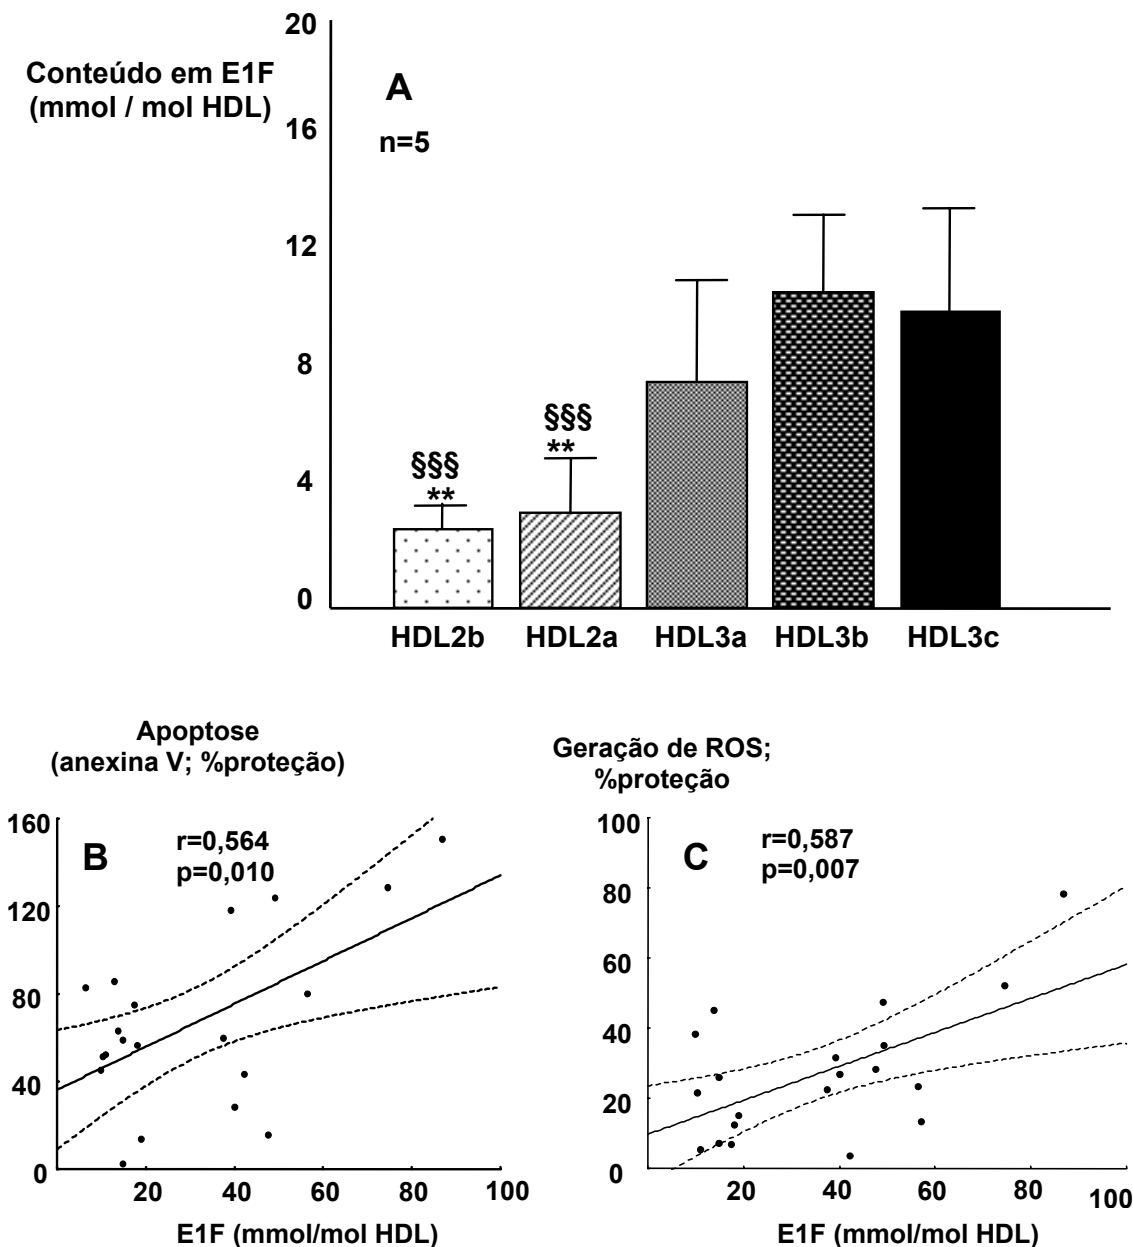 20
Conteúdo em E1F
(mmol / mol HDL)
A
16
n=5
12
8
§§§
**
§§§
**
4
0
HDL2b HDL2a HDL3a HDL3b HDL3c
Apoptose
(anexina V; %proteção)
160
B
r=0,564
p=0,010
120
80
40
0
20 40 60 80 100
E1F (mmol/mol HDL)
Geração de ROS;
%proteção
100
C
r=0,587
p=0,007
80
60
40
20
0
20 40 60 80 100
E1F (mmol/mol HDL)